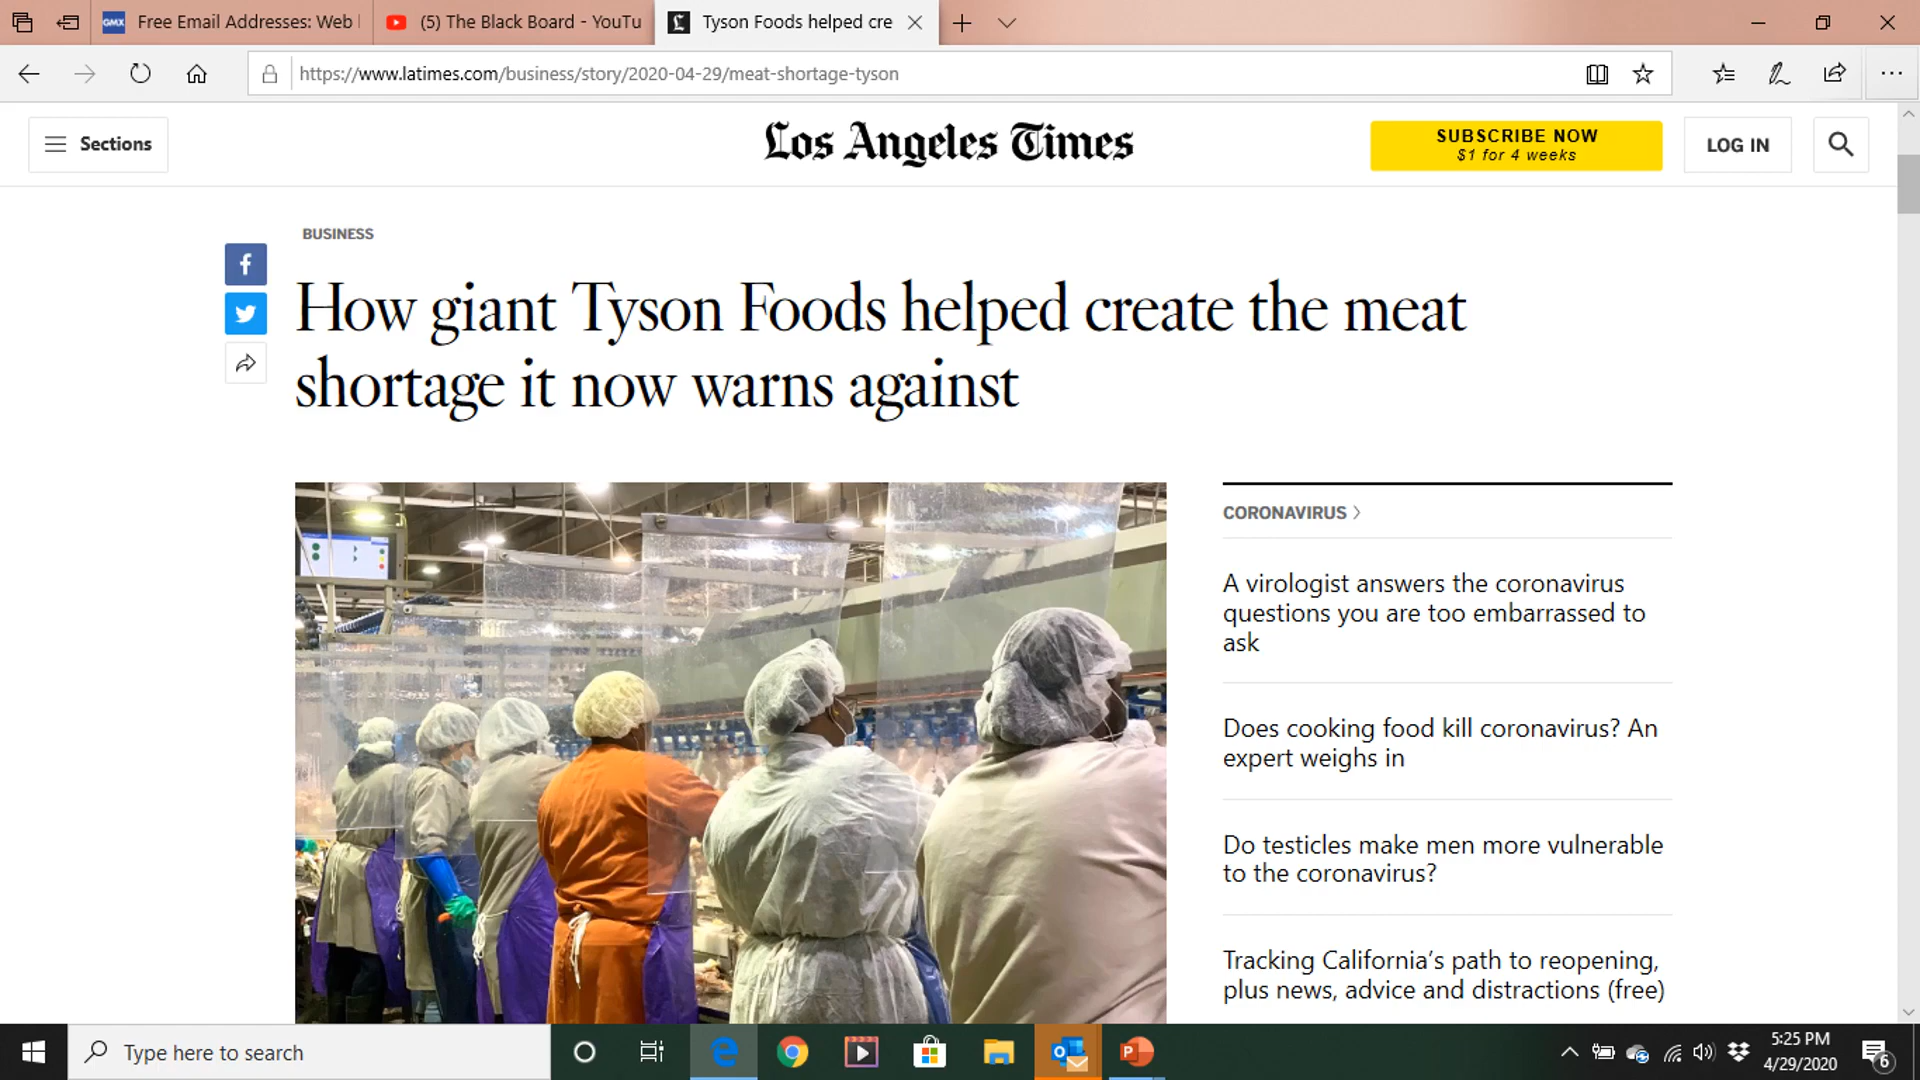 Free Email Addresses: Web
(5) The Black Board - YouTu
Tyson Foods helped cre
https://www.latimes.com/business/story/2020-04-29/meat-shortage-tyson
Sections
Los Angeles Times
SUBSCRIBE NOW
$1 for 4 weeks
LOG IN
BUSINESS
How giant Tyson Foods helped create the meat
shortage it now warns against
CORONAVIRUS
A virologist answers the coronavirus
questions you are too embarrassed to
ask
Does cooking food kill coronavirus? An
expert weighs in
Do testicles make men more vulnerable
to the coronavirus?
Tracking California's path to reopening,
plus news, advice and distractions (free)
Type here to search
5:25 PM
4/29/2020
6